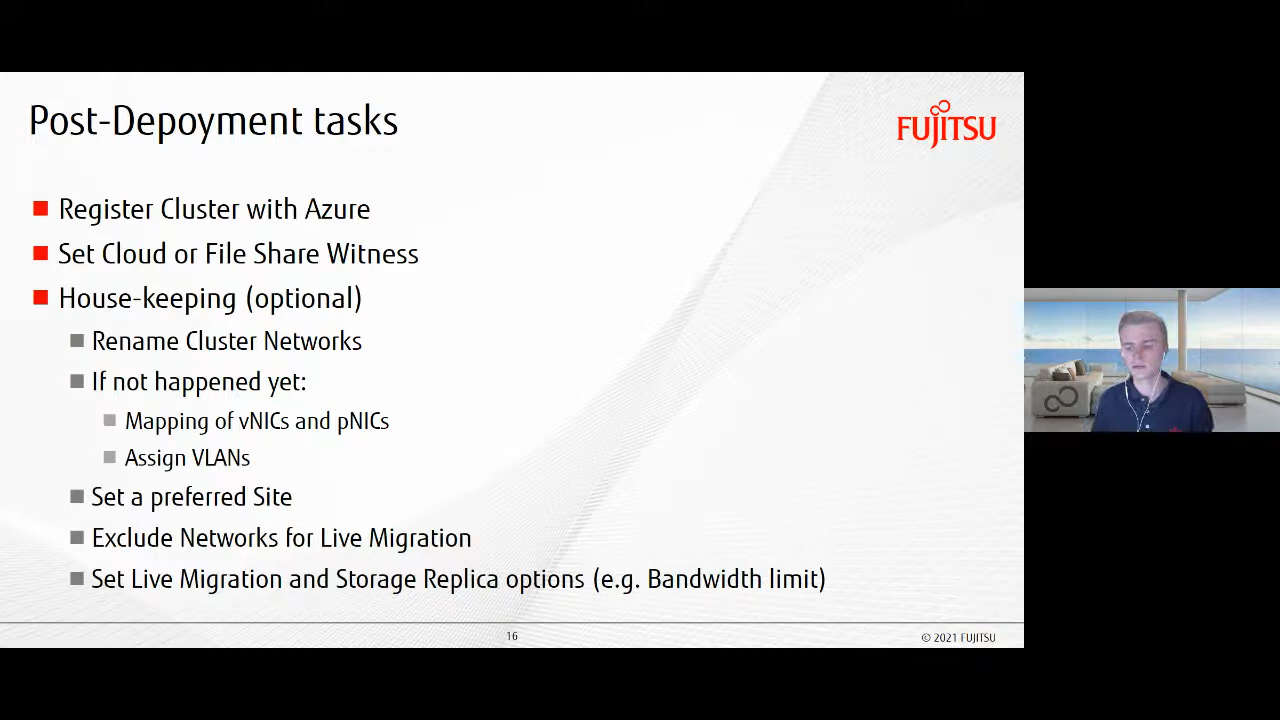 Post-Depoyment tasks
FUJITSU
Register Cluster with Azure
Set Cloud or File Share Witness
House-keeping (optional)
Rename Cluster Networks
If not happened yet:
Mapping of vNICs and pNICs
Assign VLANs
Set a preferred Site
Exclude Networks for Live Migration
Set Live Migration and Storage Replica options (e.g. Bandwidth limit)
16
© 2021 FUJITSU